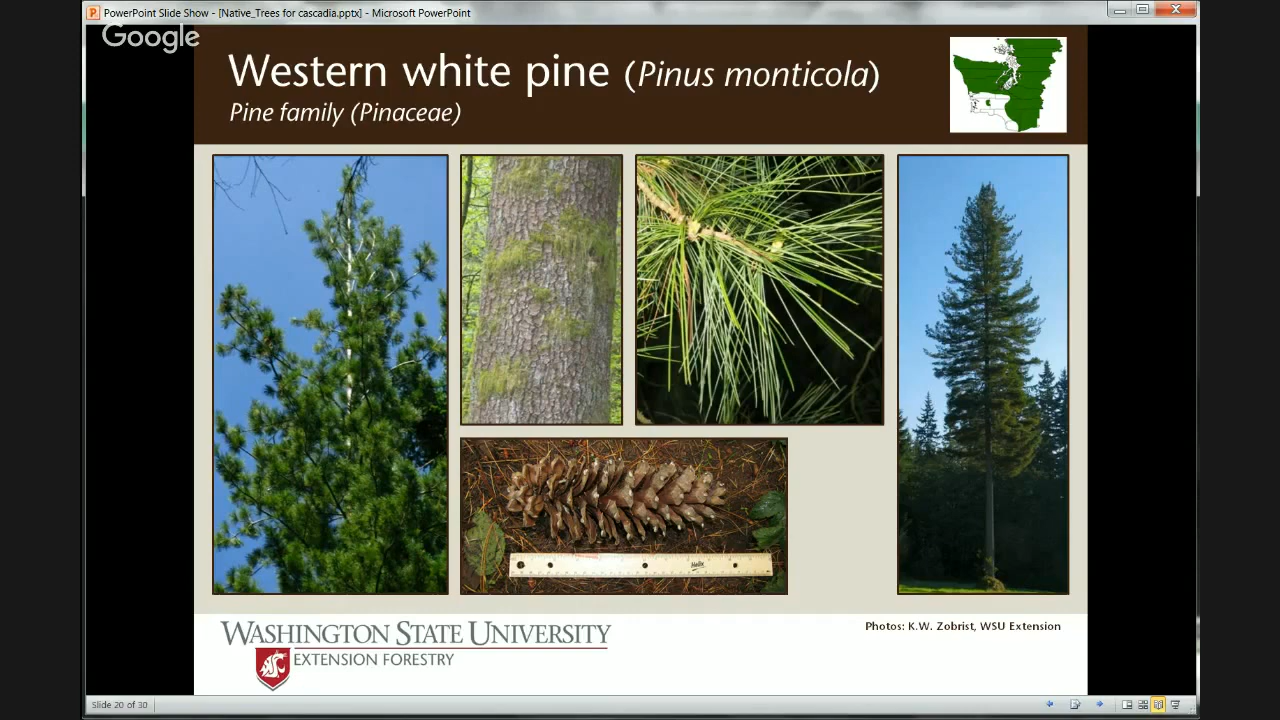 PowerPoint Slide Show - [Native_Trees for cascadia.pptx] - Microsoft PowerPoint
Google
Western white pine (Pinus monticola)
Pine family (Pinaceae)
WASHINGTON STATE UNIVERSITY
EXTENSION FORESTRY
Photos: K.W. Zobrist, WSU Extension
Slide 20 of 30